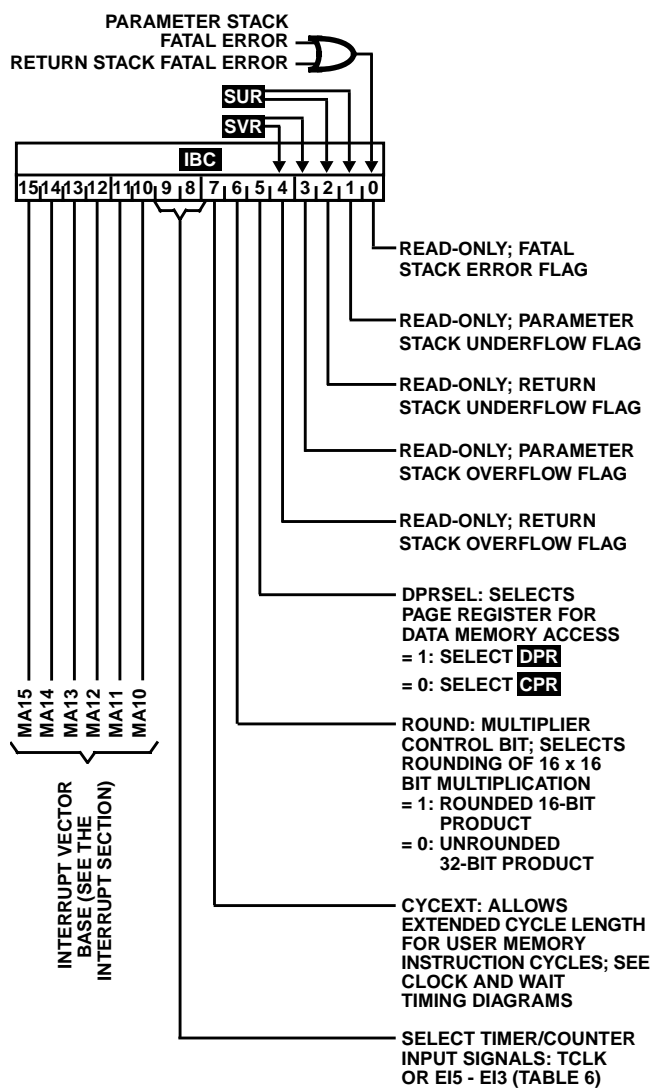 PARAMETER STACK
FATAL ERROR
RETURN STACK FATAL ERROR
SUR
SVR
IBC
15 14 13 12 11 10 9 8 7 6 5 4 3 2 1 0
READ-ONLY; FATAL
STACK ERROR FLAG
READ-ONLY; PARAMETER
STACK UNDERFLOW FLAG
READ-ONLY; RETURN
STACK UNDERFLOW FLAG
READ-ONLY; PARAMETER
STACK OVERFLOW FLAG
READ-ONLY; RETURN
STACK OVERFLOW FLAG
DPRSEL: SELECTS
PAGE REGISTER FOR
DATA MEMORY ACCESS
= 1: SELECT DPR
= 0: SELECT CPR
ROUND: MULTIPLIER
CONTROL BIT; SELECTS
ROUNDING OF 16 x 16
BIT MULTIPLICATION
= 1: ROUNDED 16-BIT
PRODUCT
= 0: UNROUNDED
32-BIT PRODUCT
CYCEXT: ALLOWS
EXTENDED CYCLE LENGTH
FOR USER MEMORY
INSTRUCTION CYCLES; SEE
CLOCK AND WAIT
TIMING DIAGRAMS
SELECT TIMER/COUNTER
INPUT SIGNALS: TCLK
OR EI5 - EI3 (TABLE 6)
MA15
MA14
MA13
MA12
MA11
MA10
INTERRUPT VECTOR
BASE (SEE THE
INTERRUPT SECTION)